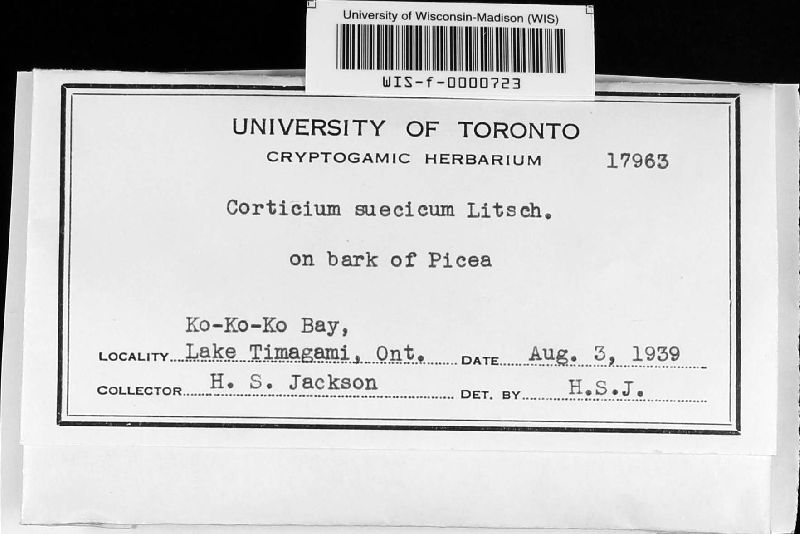 University of Wisconsin-Madison (WIS)
WIS-f-0000723
UNIVERSITY OF TORONTO
CRYPTOGAMIC HERBARIUM 17963
Corticium suecicum Litsch.
on bark of Picea
Ko-Ko-Ko Bay,
LOCALITY Lake Timagami, Ont. DATE Aug. 3, 1939
COLLECTOR H. S. Jackson DET. BY H.S.J.